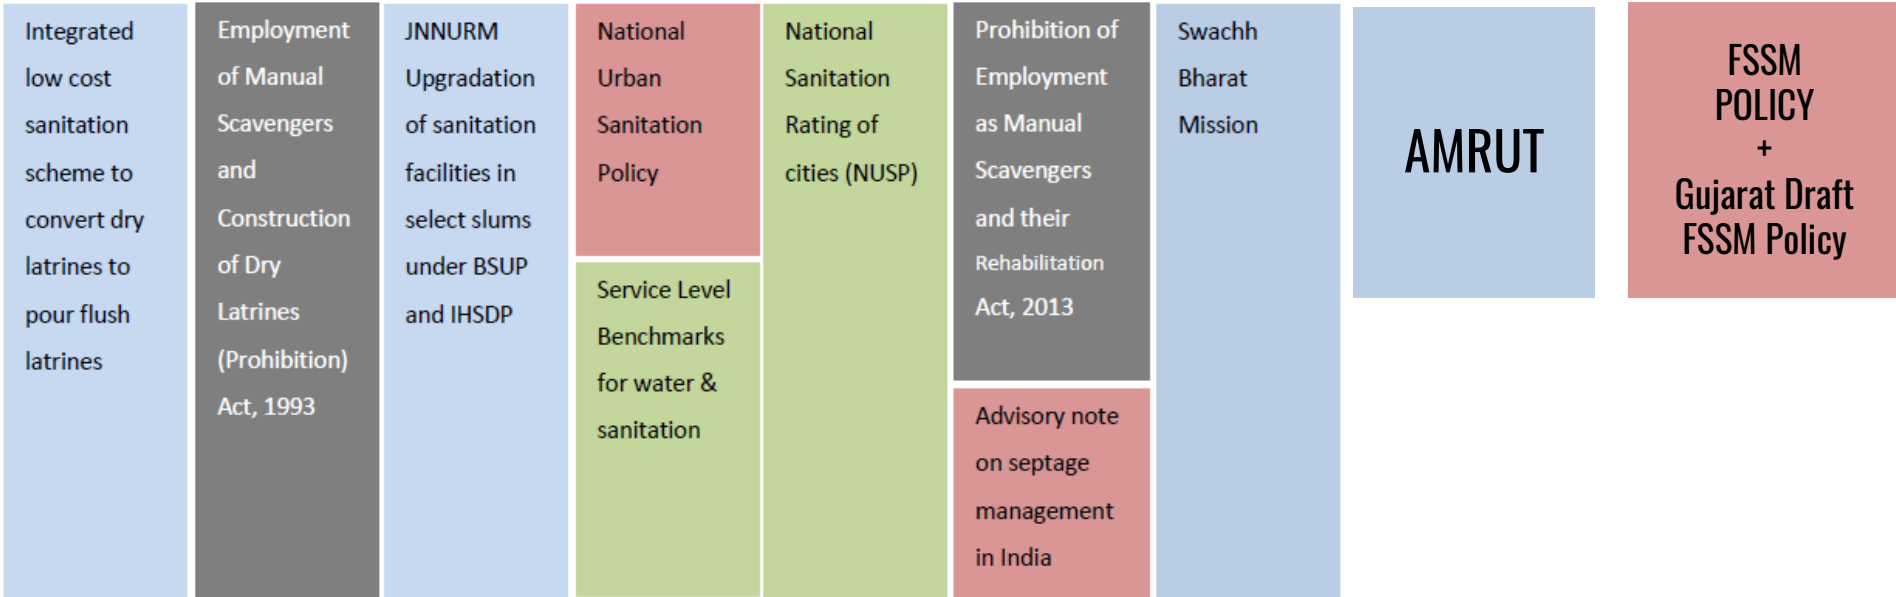 Integrated
low cost
sanitation
scheme to
convert dry
latrines to
pour flush
latrines
Employment
of Manual
Scavengers
and
Construction
of Dry
Latrines
(Prohibition)
Act, 1993
JNNURM
Upgradation
of sanitation
facilities in
select slums
under BSUP
and IHSDP
National
Urban
Sanitation
Policy
Service Level
Benchmarks
for water &
sanitation
National
Sanitation
Rating of
cities (NUSP)
Prohibition of
Employment
as Manual
Scavengers
and their
Rehabilitation
Act, 2013
Advisory note
on septage
management
in India
Swachh
Bharat
Mission
AMRUT
FSSM
POLICY
+
Gujarat Draft
FSSM Policy